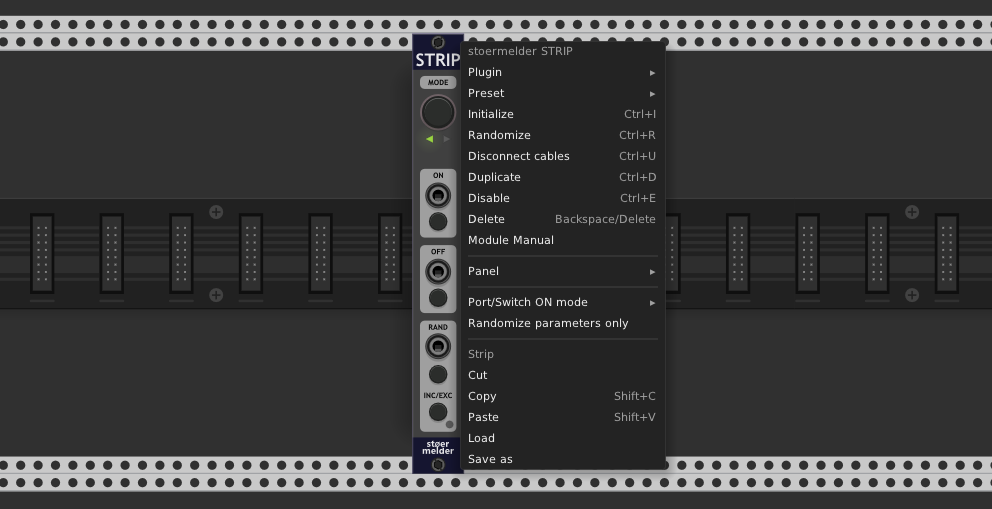 STRIP
MODE
ON
OFF
RAND
INC/EXC
støer
melder
stoermelder STRIP
Plugin
Preset
Initialize Ctrl+I
Randomize Ctrl+R
Disconnect cables Ctrl+U
Duplicate Ctrl+D
Disable Ctrl+E
Delete Backspace/Delete
Module Manual
Panel
Port/Switch ON mode
Randomize parameters only
Strip
Cut
Copy Shift+C
Paste Shift+V
Load
Save as